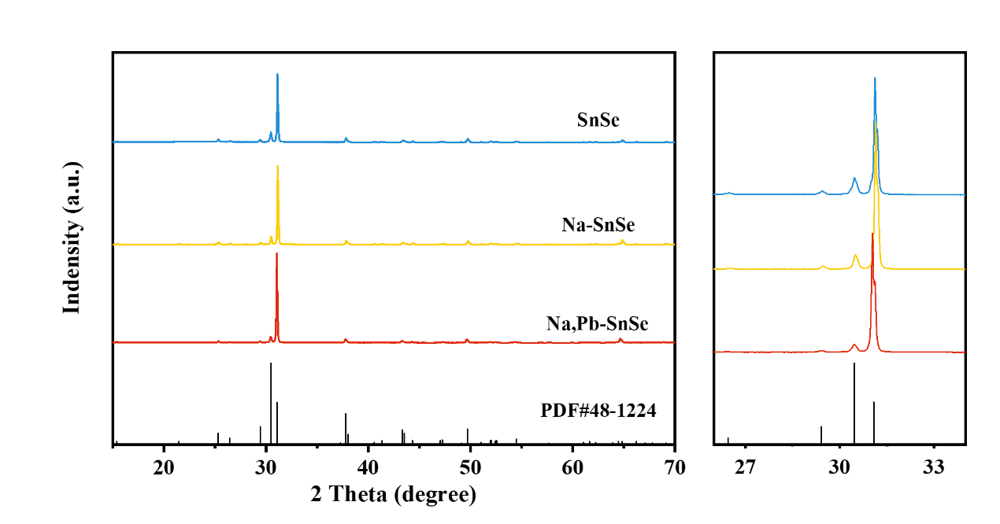 SnSe
Na-SnSe
Na,Pb-SnSe
PDF#48-1224
Indensity (a.u.)
20 30 40 50 60 70
2 Theta (degree)
27 30 33